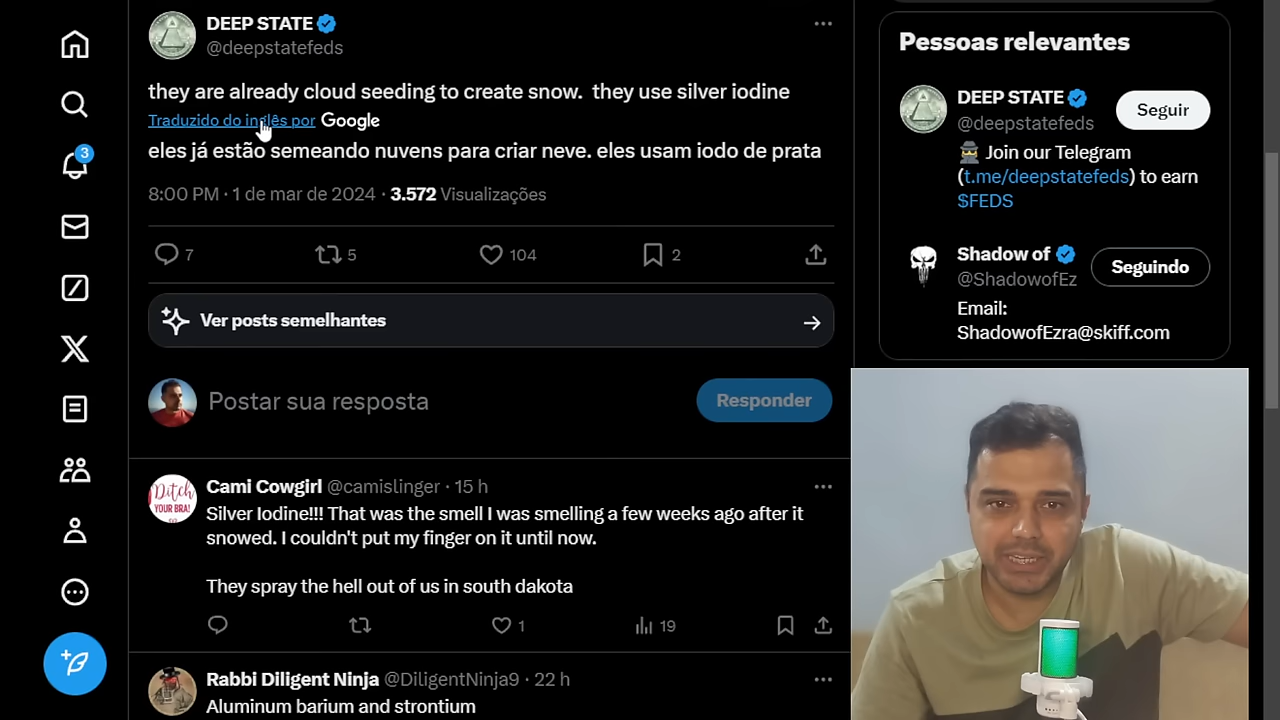 DEEP STATE
@deepstatefeds
they are already cloud seeding to create snow. they use silver iodine
Traduzido do inglês por Google
eles já estão semeando nuvens para criar neve. eles usam iodo de prata
8:00 PM · 1 de mar de 2024 · 3.572 Visualizações
7
5
104
2
Ver posts semelhantes
Postar sua resposta
Responder
Cami Cowgirl @camislinger · 15 h
Silver Iodine!!! That was the smell I was smelling a few weeks ago after it
snowed. I couldn't put my finger on it until now.
They spray the hell out of us in south dakota
1
19
Rabbi Diligent Ninja @DiligentNinja9 · 22 h
Aluminum barium and strontium
3
Ditch
YOUR BRA!
Pessoas relevantes
DEEP STATE
@deepstatefeds
Seguir
Join our Telegram
(t.me/deepstatefeds) to earn
$FEDS
Shadow of
@ShadowofEz
Seguindo
Email:
ShadowofEzra@skiff.com